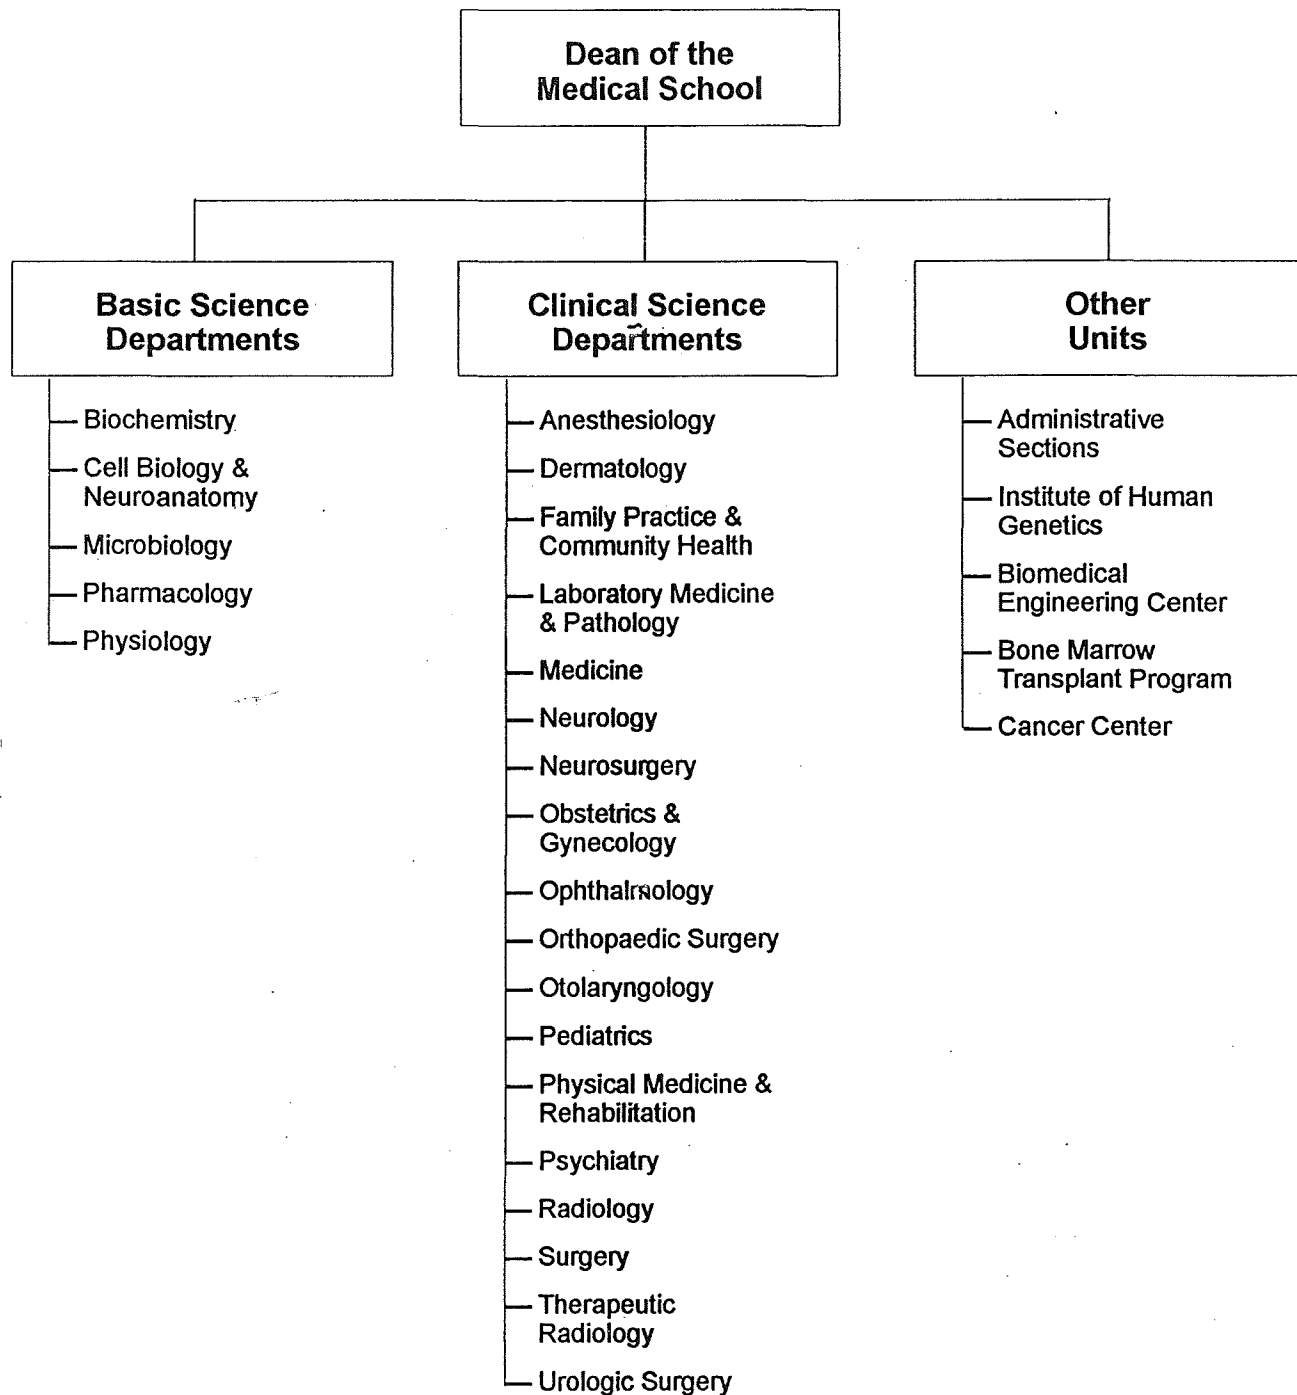 Dean of the
Medical School
Basic Science
Departments
Biochemistry
Cell Biology &
Neuroanatomy
Microbiology
Pharmacology
Physiology
Clinical Science
Departments
Anesthesiology
Dermatology
Family Practice &
Community Health
Laboratory Medicine
& Pathology
Medicine
Neurology
Neurosurgery
Obstetrics &
Gynecology
Ophthalmology
Orthopaedic Surgery
Otolaryngology
Pediatrics
Physical Medicine &
Rehabilitation
Psychiatry
Radiology
Surgery
Therapeutic
Radiology
Urologic Surgery
Other
Units
Administrative
Sections
Institute of Human
Genetics
Biomedical
Engineering Center
Bone Marrow
Transplant Program
Cancer Center